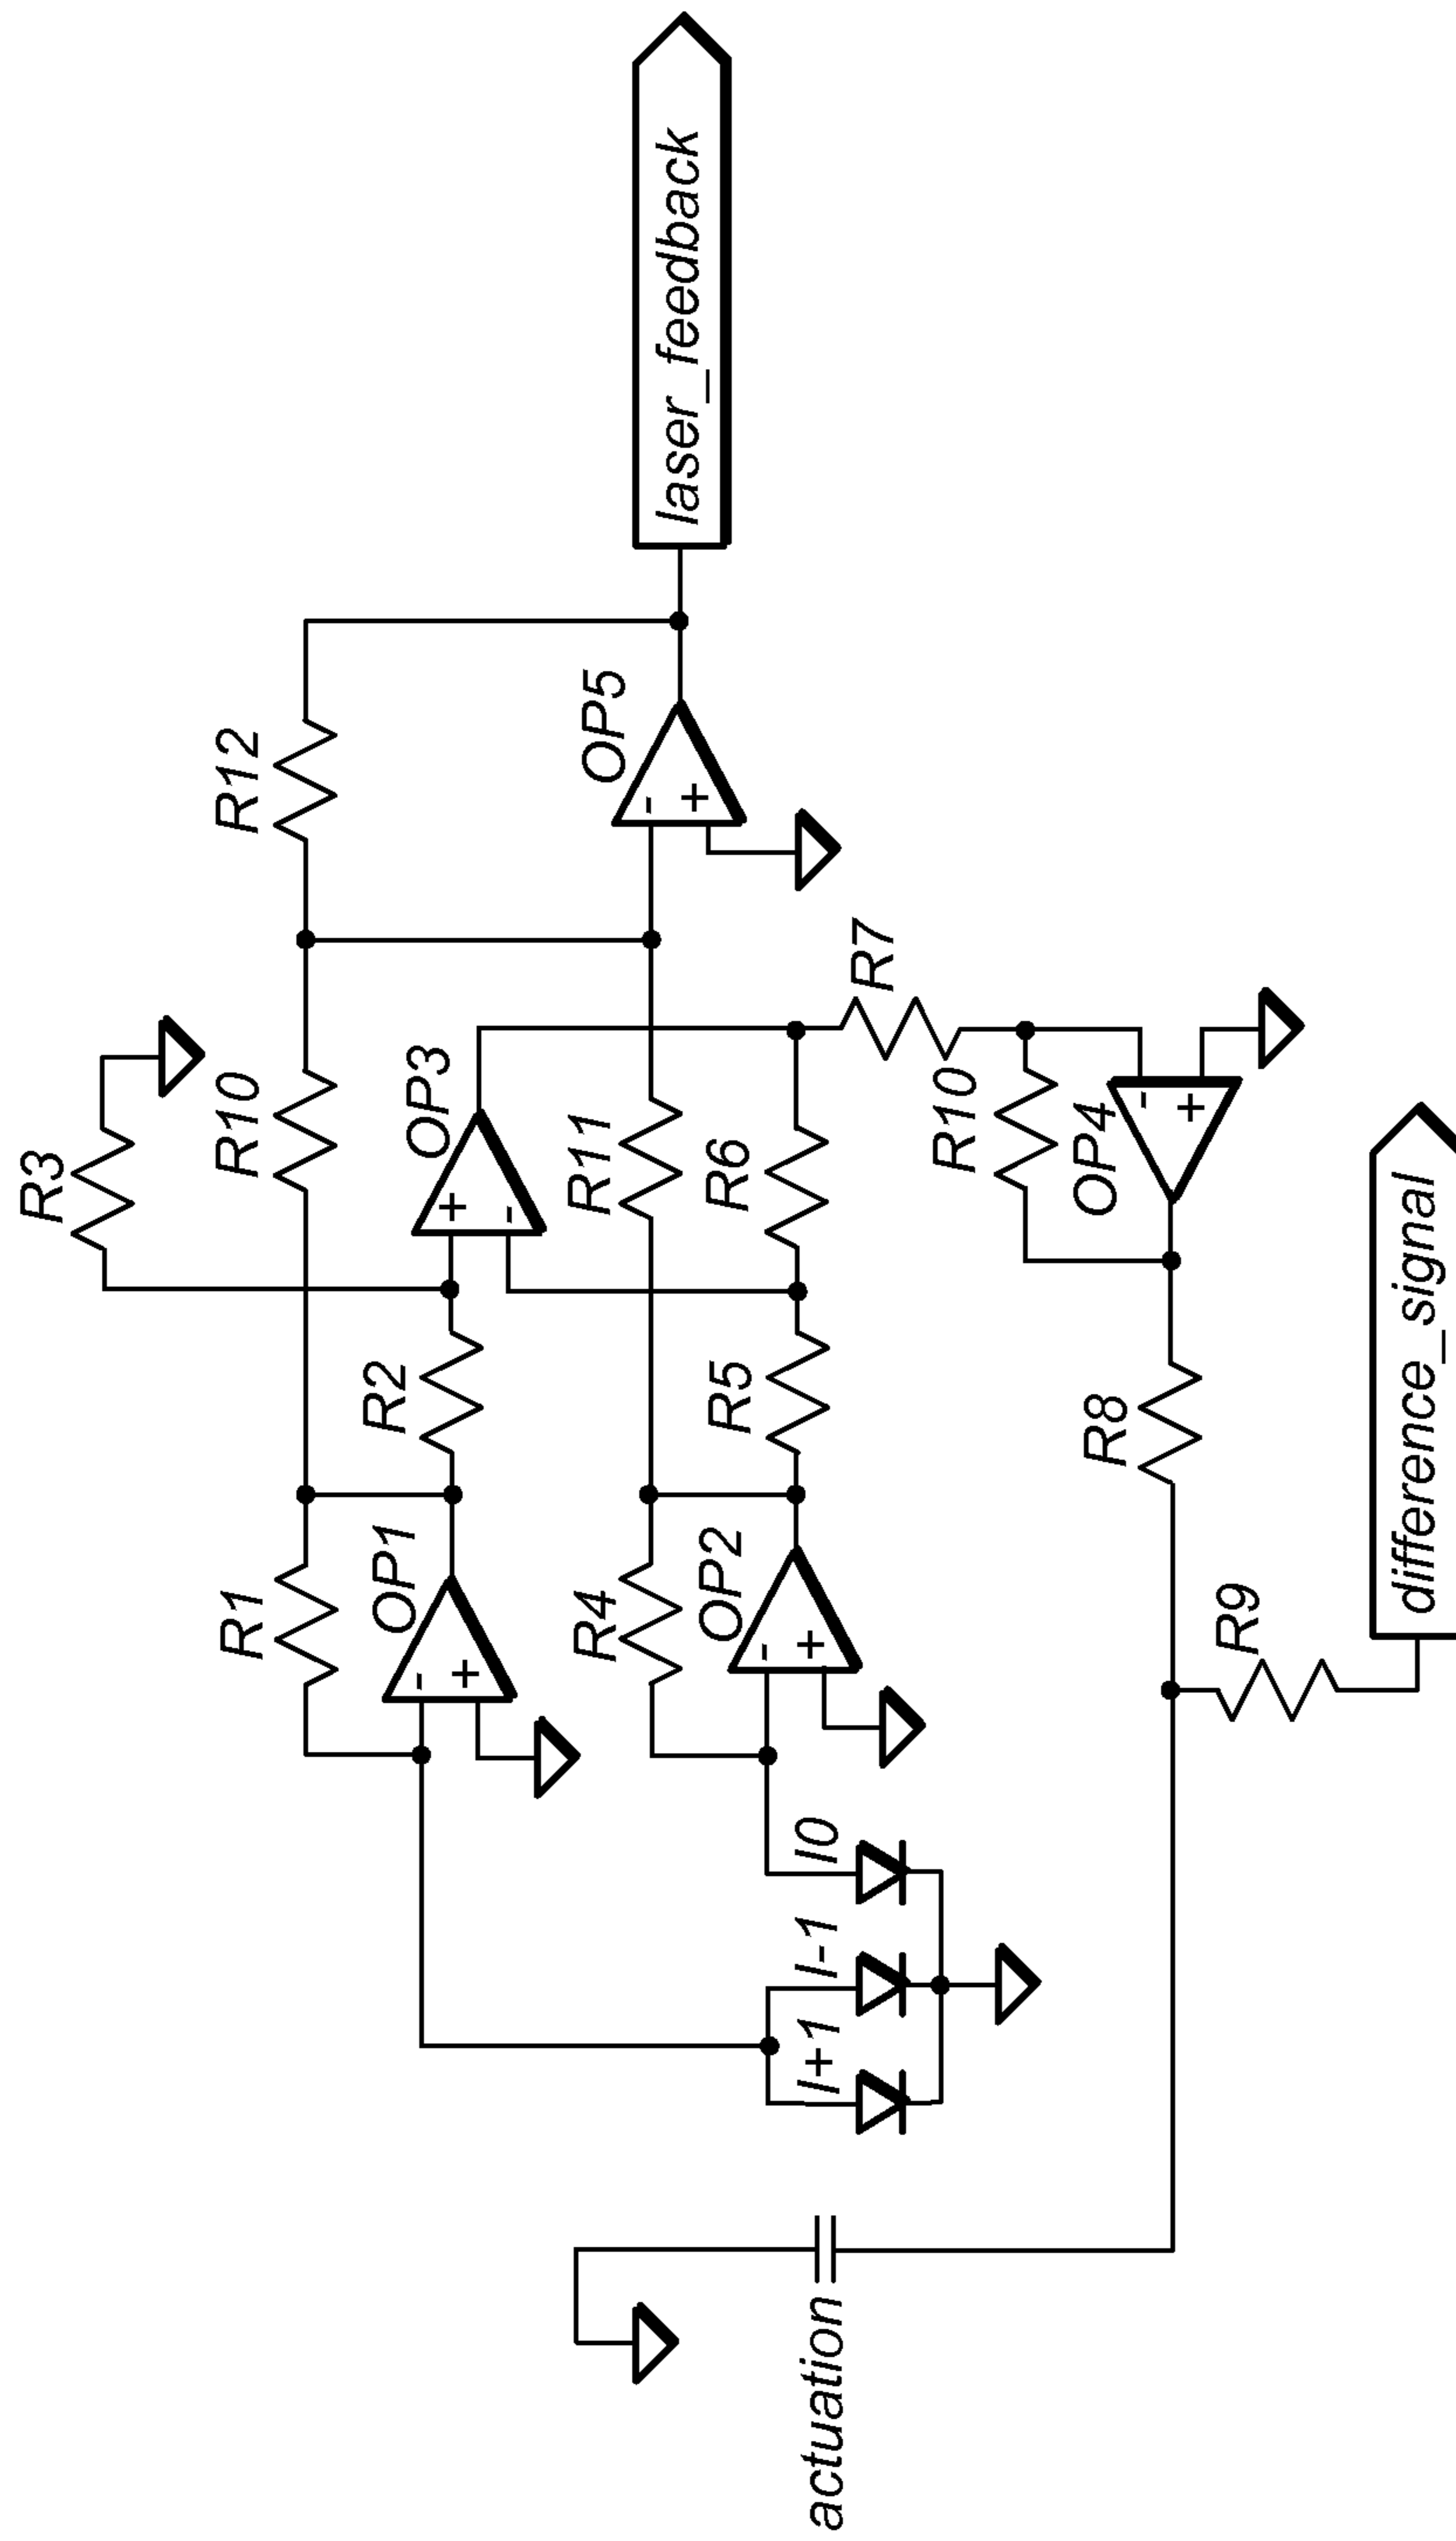 R3
R12
R10
R1
laser_feedback
OP3
R2
OP1
OP5
R11
R4
R6
R5
OP2
I0
I-1
I+1
actuation
R7
R10
OP4
R8
R9
difference_signal
+
-
-
+
-
+
-
+
-
+